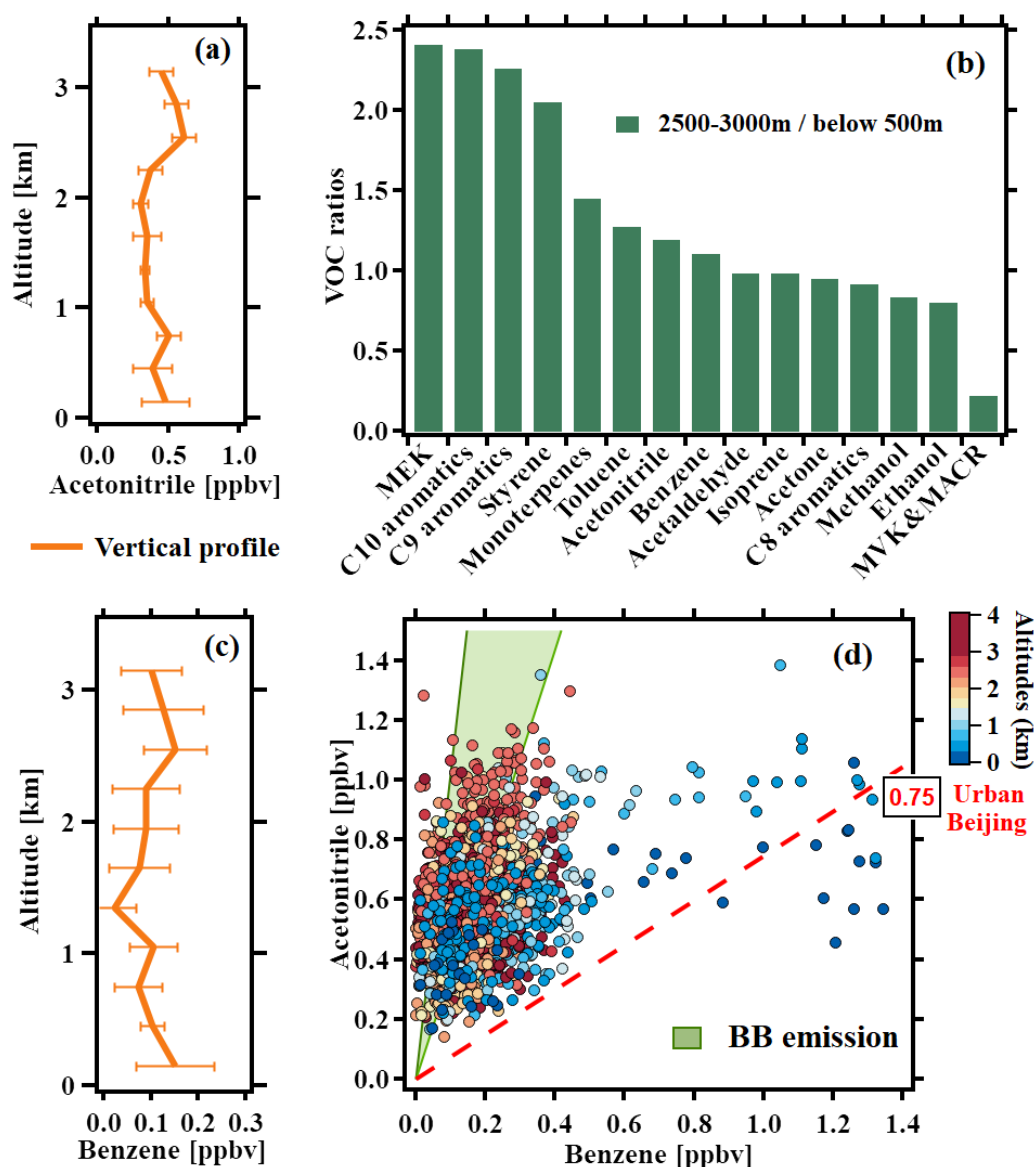 (a)
3
2
1
0
Altitude [km]
0.0 0.5 1.0
Acetonitrile [ppbv]
Vertical profile
(b)
2500-3000m / below 500m
2.5
2.0
1.5
1.0
0.5
0.0
VOC ratios
MEK
C10 aromatics
C9 aromatics
Styrene
Monoterpenes
Toluene
Acetonitrile
Benzene
Acetaldehyde
Isoprene
Acetone
C8 aromatics
Methanol
Ethanol
MVK&MACR
(c)
3
2
1
0
Altitude [km]
0.0 0.1 0.2 0.3
Benzene [ppbv]
(d)
1.4
1.2
1.0
0.8
0.6
0.4
0.2
0.0
Acetonitrile [ppbv]
BB emission
0.75
Urban
Beijing
0.0 0.2 0.4 0.6 0.8 1.0 1.2 1.4
Benzene [ppbv]
4
3
2
1
0
Altitudes (km)